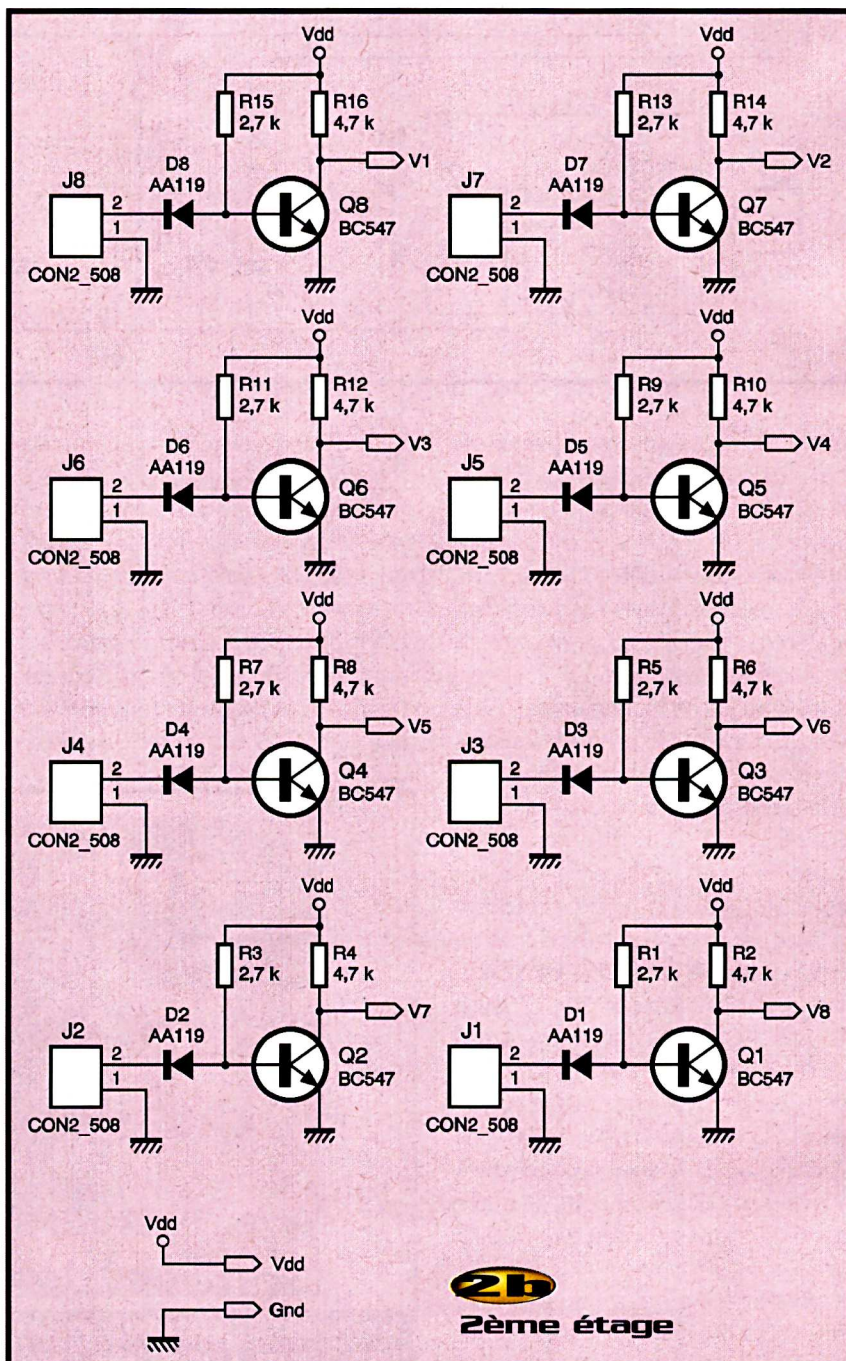 Vdd
R15
2,7 k
R16
4,7 k
D8
AA119
V1
J8
2
1
Q8
BC547
CON2_508
Vdd
R13
2,7 k
R14
4,7 k
D7
AA119
V2
J7
2
1
Q7
BC547
CON2_508
Vdd
R11
2,7 k
R12
4,7 k
D6
AA119
V3
J6
2
1
Q6
BC547
CON2_508
Vdd
R9
2,7 k
R10
4,7 k
D5
AA119
V4
J5
2
1
Q5
BC547
CON2_508
Vdd
R7
2,7 k
R8
4,7 k
D4
AA119
V5
J4
2
1
Q4
BC547
CON2_508
Vdd
R5
2,7 k
R6
4,7 k
D3
AA119
V6
J3
2
1
Q3
BC547
CON2_508
Vdd
R3
2,7 k
R4
4,7 k
D2
AA119
V7
J2
2
1
Q2
BC547
CON2_508
Vdd
R1
2,7 k
R2
4,7 k
D1
AA119
V8
J1
2
1
Q1
BC547
CON2_508
Vdd
Vdd
Gnd
2b
2ème étage